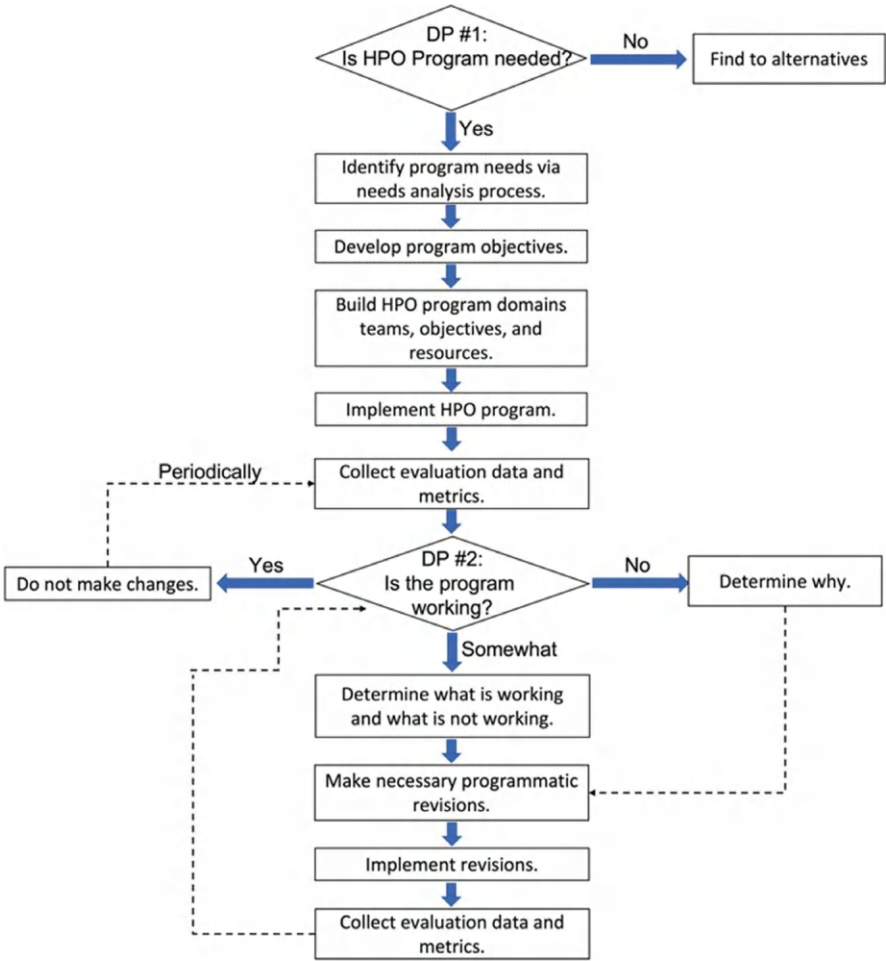 DP #1:
Is HPO Program needed?
No
Find to alternatives
Yes
Identify program needs via
needs analysis process.
Develop program objectives.
Build HPO program domains
teams, objectives, and
resources.
Implement HPO program.
Periodically
Collect evaluation data and
metrics.
DP #2:
Is the program
working?
Yes
Do not make changes.
No
Determine why.
Somewhat
Determine what is working
and what is not working.
Make necessary programmatic
revisions.
Implement revisions.
Collect evaluation data and
metrics.